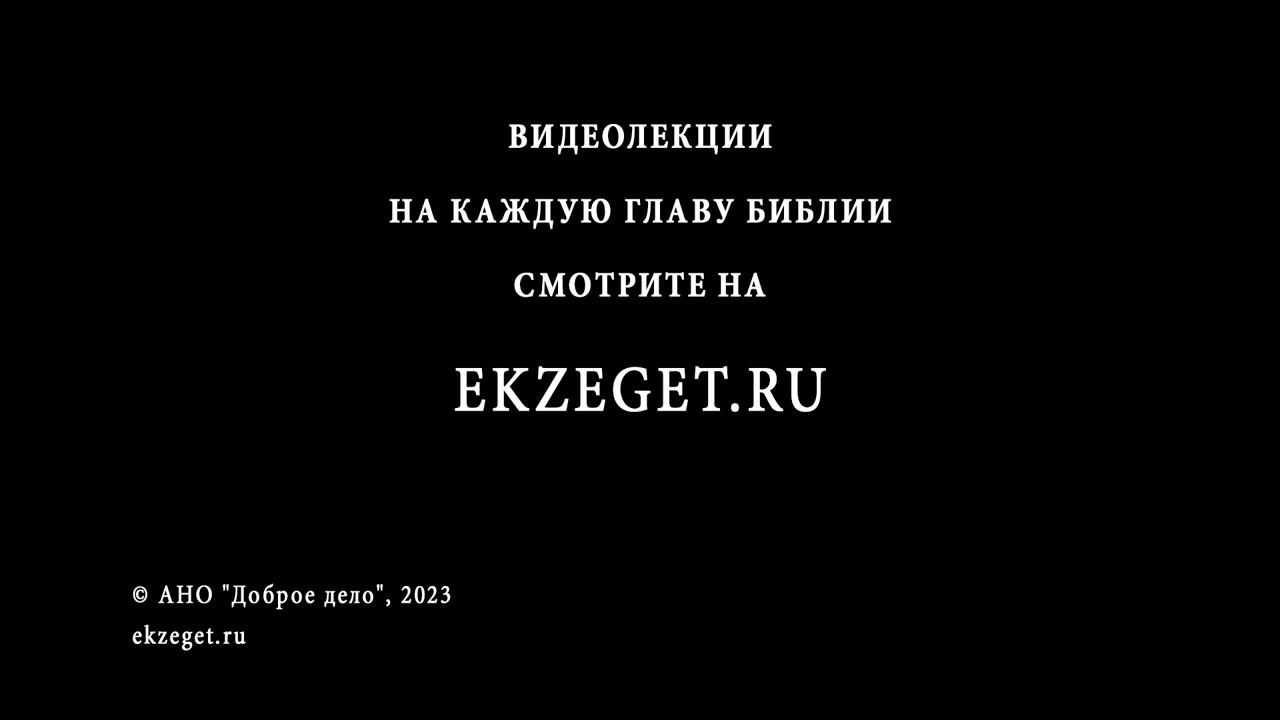 ВИДЕОЛЕКЦИИ
НА КАЖДУЮ ГЛАВУ БИБЛИИ
СМОТРИТЕ НА
EKZEGET.RU
© АНО "Доброе дело", 2023
ekzeget.ru